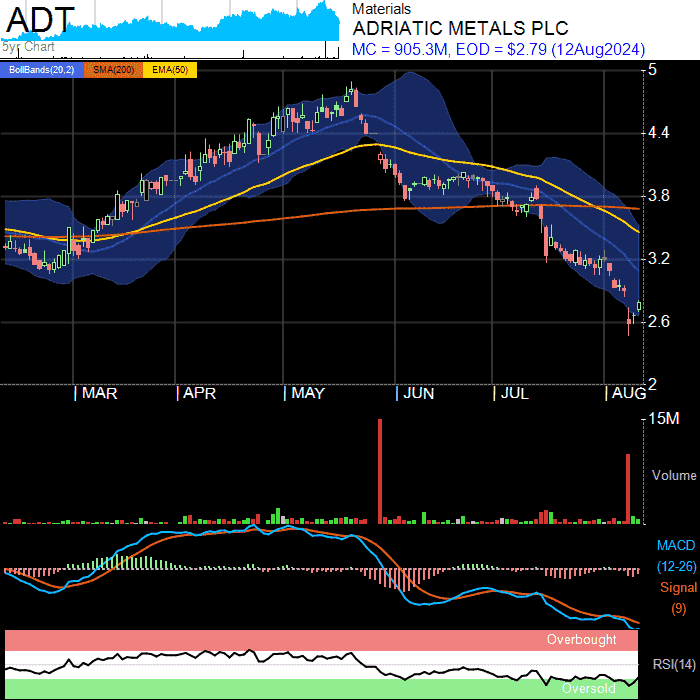 ADT
5yr Chart
Materials
ADRIATIC METALS PLC
MC = 905.3M, EOD = $2.79 (12Aug2024)
BollBands(20,2) SMA(200) EMA(50)
5
4.4
3.8
3.2
2.6
2
| MAR | APR | MAY | JUN | JUL | AUG
15M
Volume
MACD
(12-26)
Signal
(9)
Overbought
RSI(14)
Oversold